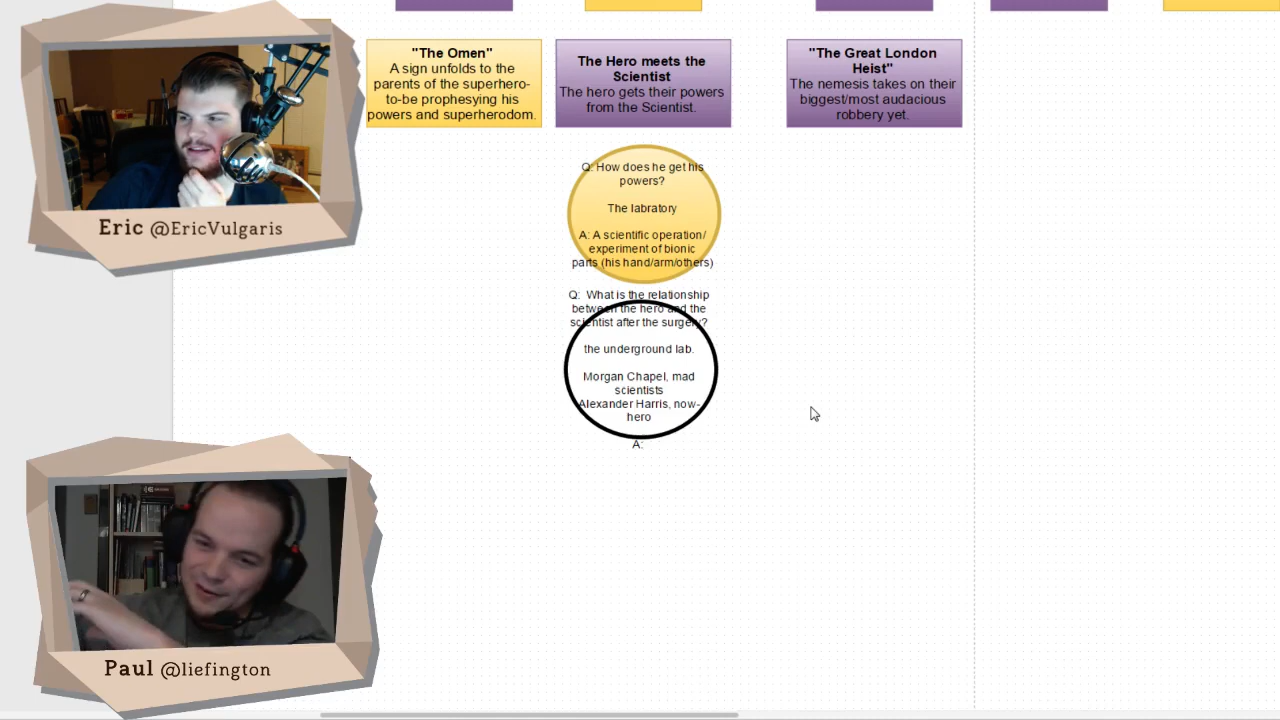 "The Omen"
A sign unfolds to the
parents of the superhero-
to-be prophesying his
powers and superherodom.
The Hero meets the
Scientist
The hero gets their powers
from the Scientist.
"The Great London
Heist"
The nemesis takes on their
biggest/most audacious
robbery yet.
Q: How does he get his
powers?
The labratory
A: A scientific operation/
experiment of bionic
parts (his hand/arm/others)
Q: What is the relationship
between the hero and the
scientist after the surgery?
the underground lab.
Morgan Chapel, mad
scientists
Alexander Harris, now-
hero
A:
Eric @EricVulgaris
Paul @liefington